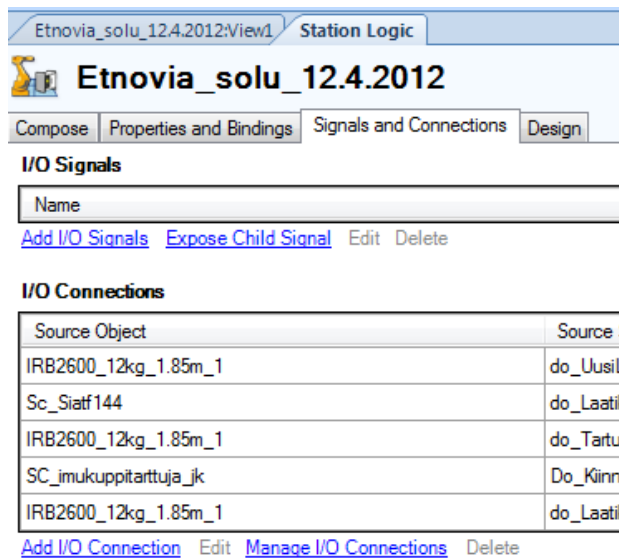 Etnovia_solu_12.4.2012:View1 Station Logic
Etnovia_solu_12.4.2012
Compose Properties and Bindings Signals and Connections Design
I/O Signals
Name
Add I/O Signals Expose Child Signal Edit Delete
I/O Connections
Source Object Source
IRB2600_12kg_1.85m_1
Sc_Siatf144
IRB2600_12kg_1.85m_1 do_Tartu
SC_imukuppitarttuja_jk Do_Kiinn
IRB2600_12kg_1.85m_1
Add I/O Connection Edit Manage I/O Connections Delete